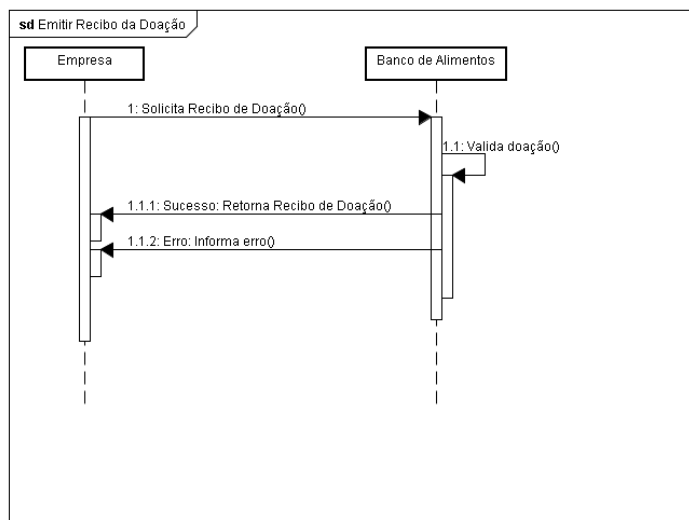 sd Emitir Recibo da Doação
Empresa
Banco de Alimentos
1: Solicita Recibo de Doação()
1.1: Valida doação()
1.1.1: Sucesso: Retorna Recibo de Doação()
1.1.2: Erro: Informa erro()